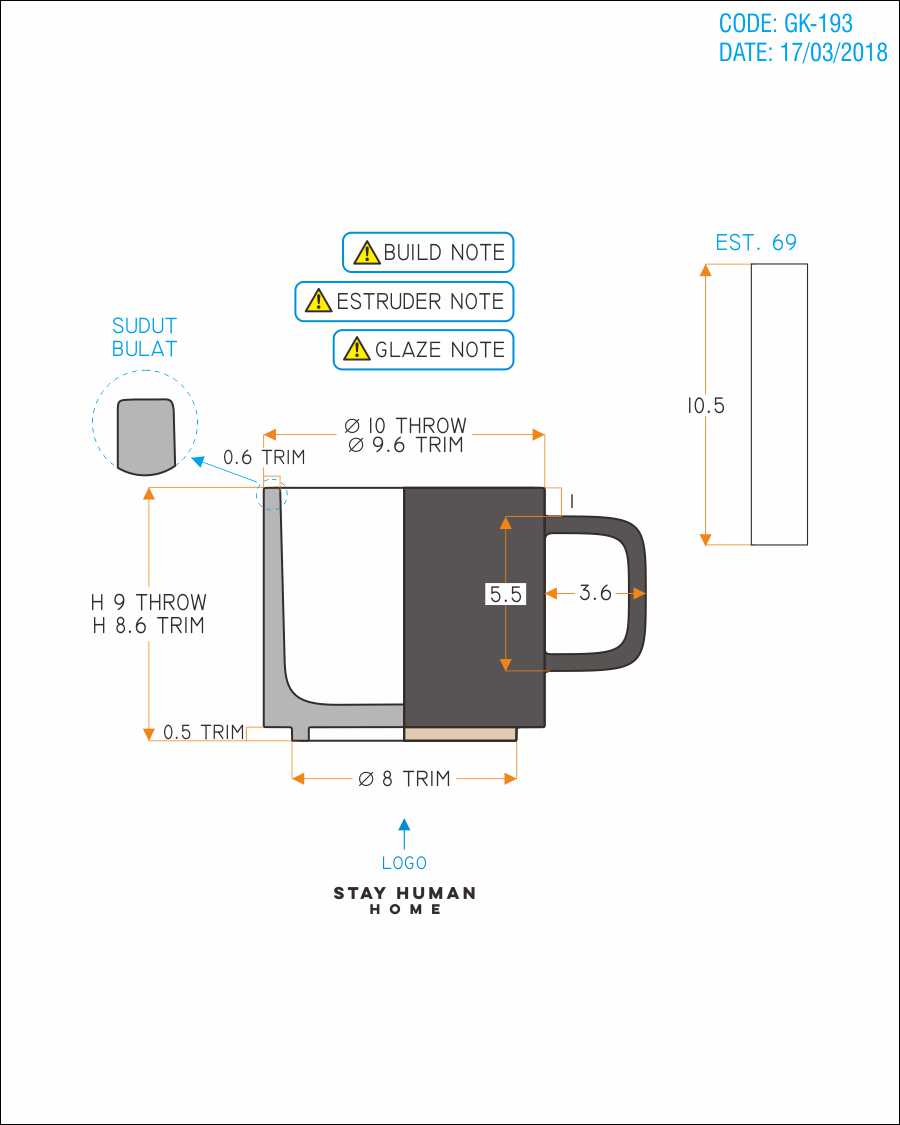 CODE: GK-193
DATE: 17/03/2018
BUILD NOTE
EST. 69
ESTRUDER NOTE
SUDUT
BULAT
GLAZE NOTE
10.5
Ø 10 THROW
Ø 9.6 TRIM
0.6 TRIM
1
5.5
3.6
H 9 THROW
H 8.6 TRIM
0.5 TRIM
Ø 8 TRIM
LOGO
STAY HUMAN
HOME